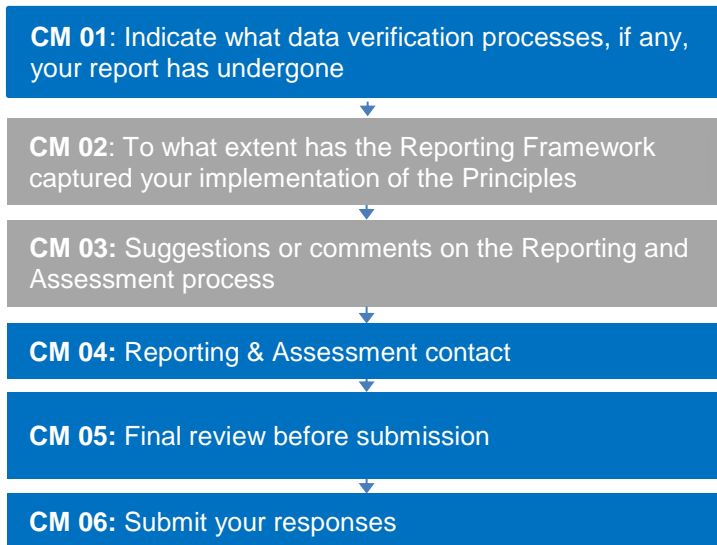 CM 01: Indicate what data verification processes, if any,
your report has undergone
CM 02: To what extent has the Reporting Framework
captured your implementation of the Principles
CM 03: Suggestions or comments on the Reporting and
Assessment process
CM 04: Reporting & Assessment contact
CM 05: Final review before submission
CM 06: Submit your responses